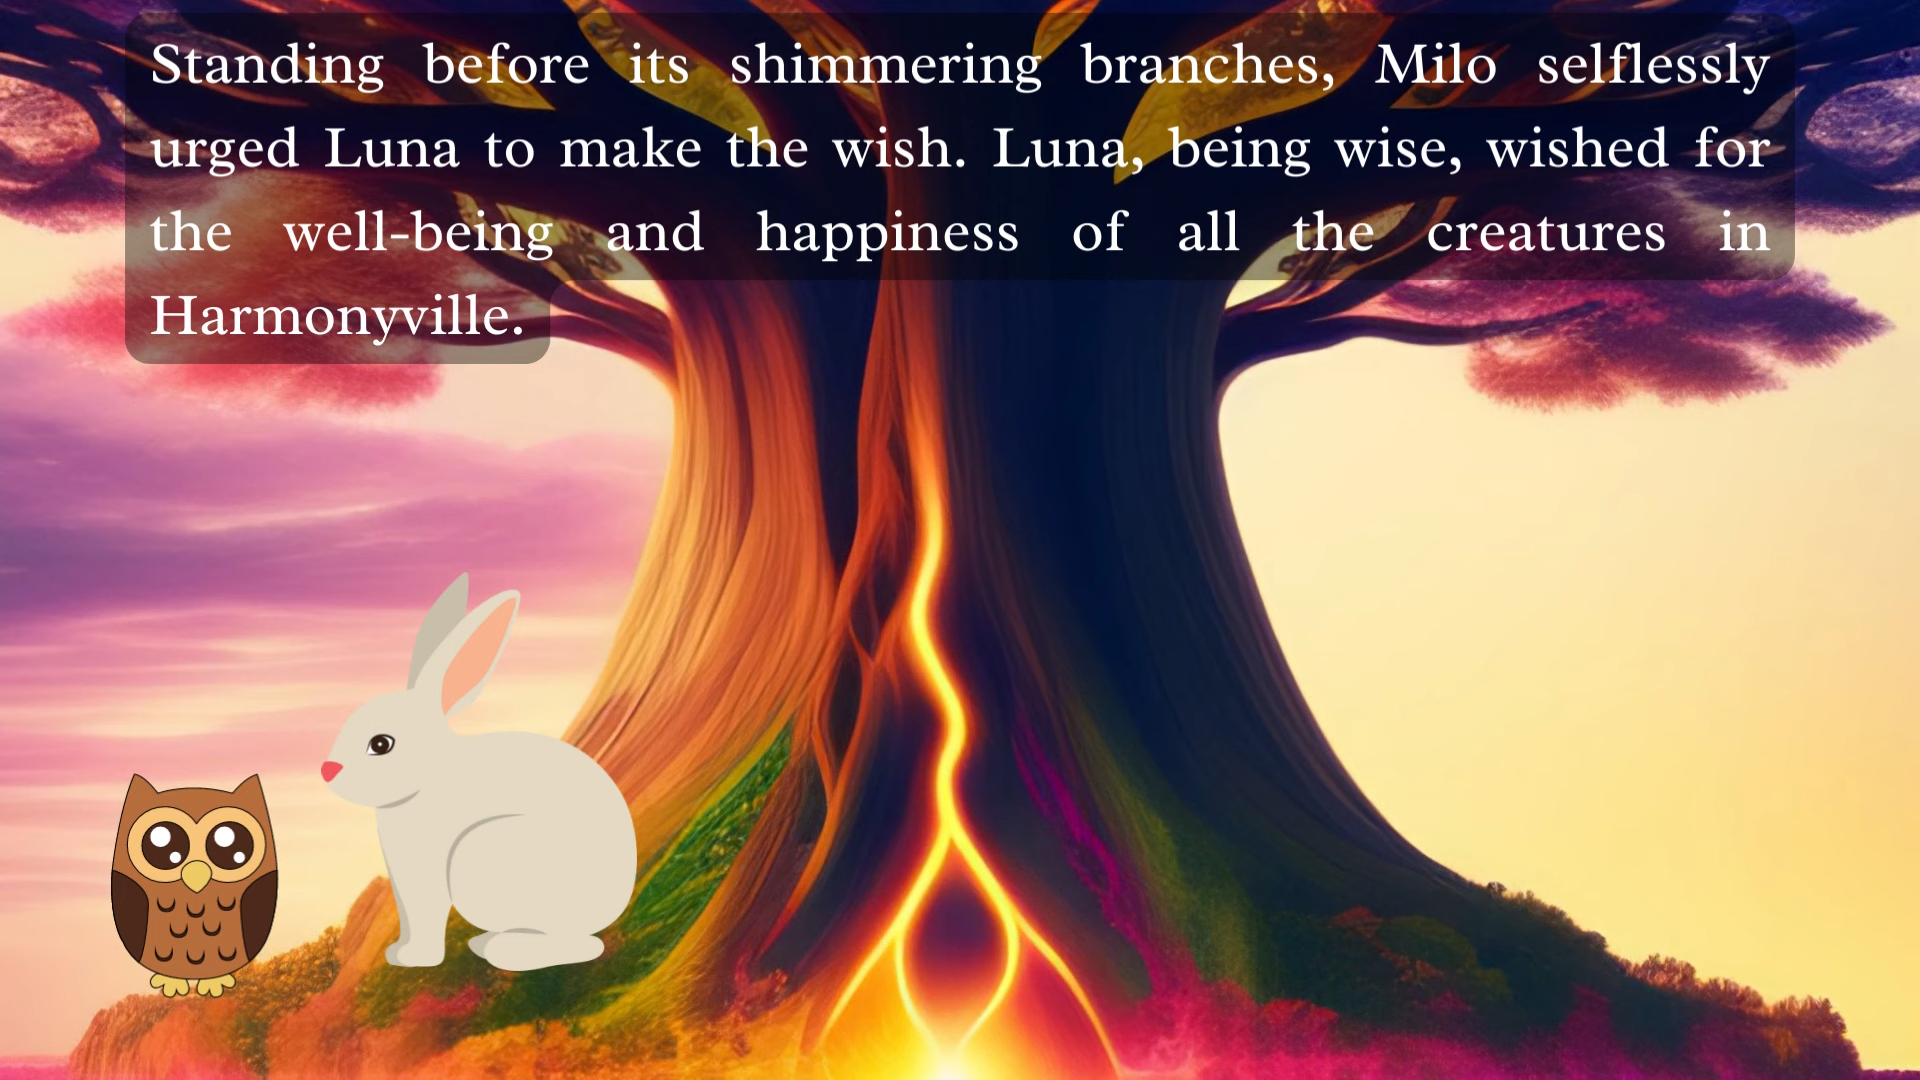 Standing before its shimmering branches, Milo selflessly
urged Luna to make the wish. Luna, being wise, wished for
the well-being and happiness of all the creatures in
Harmonyville.